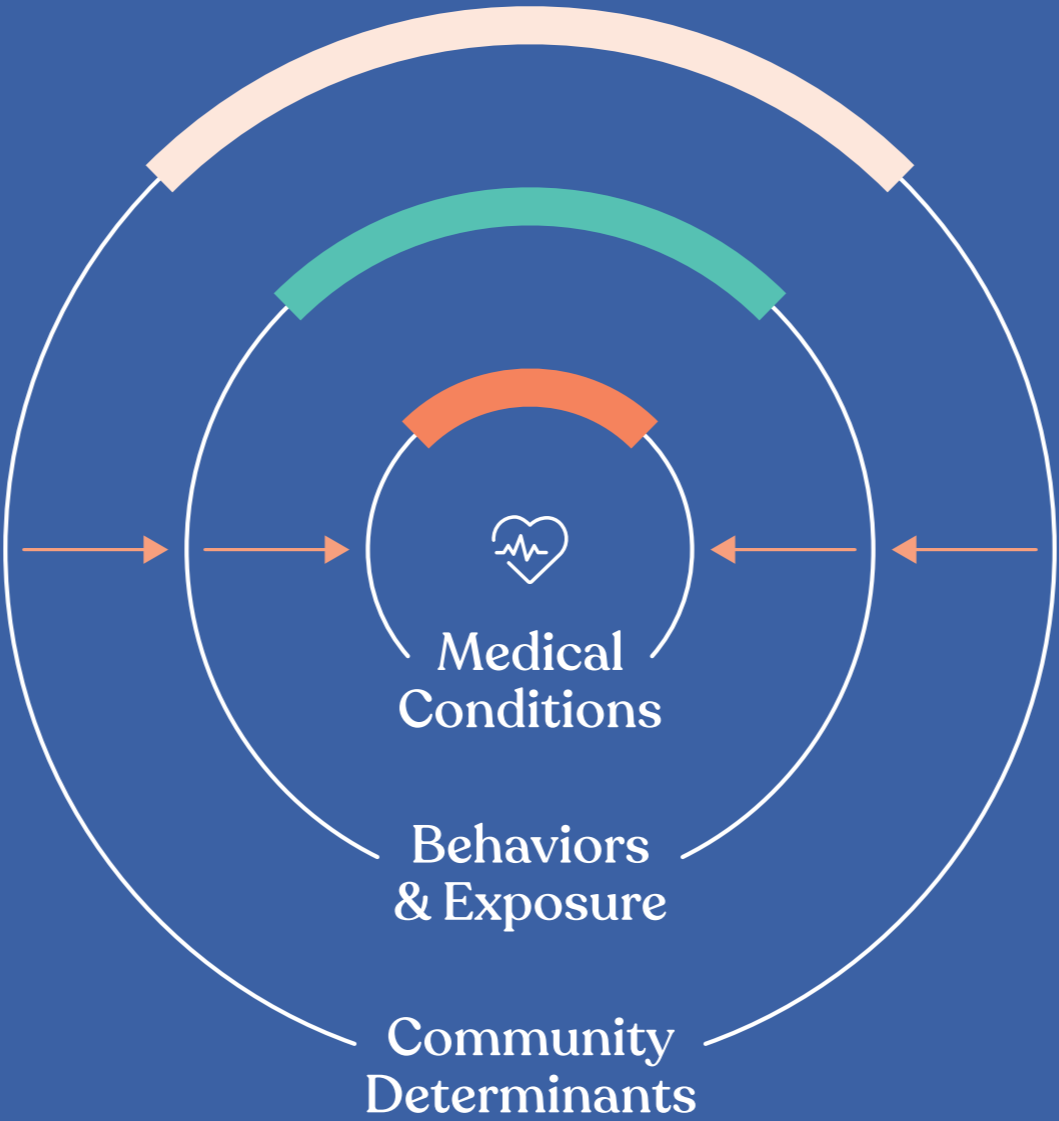 Medical
Conditions
Behaviors
& Exposure
Community
Determinants